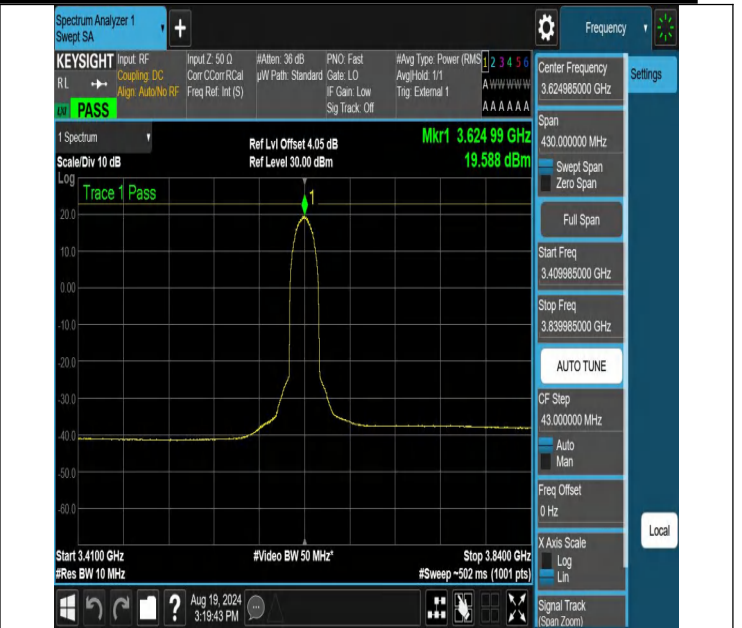 Spectrum Analyzer 1
Swept SA
+
Frequency
KEYSIGHT
RL
PASS
Input: RF
Coupling: DC
Align: Auto/No RF
Input Z: 50 Ω
Corr CCorr RCal
Freq Ref: Int (S)
#Atten: 36 dB
µW Path: Standard
PNO: Fast
Gate: LO
IF Gain: Low
Sig Track: Off
#Avg Type: Power (RMS
Avg|Hold: 1/1
Trig: External 1
1 2 3 4 5 6
A W W W W W
A A A A A A
Center Frequency
3.624985000 GHz
Settings
Span
430.000000 MHz
Swept Span
Zero Span
Full Span
Start Freq
3.409985000 GHz
Stop Freq
3.839985000 GHz
AUTO TUNE
CF Step
43.000000 MHz
Auto
Man
Freq Offset
0 Hz
X Axis Scale
Log
Lin
Signal Track
(Span Zoom)
Local
1 Spectrum
Scale/Div 10 dB
Log
Ref Lvl Offset 4.05 dB
Ref Level 30.00 dBm
Mkr1 3.624 99 GHz
19.588 dBm
Trace 1 Pass
1
20.0
10.0
0.00
-10.0
-20.0
-30.0
-40.0
-50.0
-60.0
Start 3.4100 GHz
#Res BW 10 MHz
#Video BW 50 MHz*
Stop 3.8400 GHz
#Sweep ~502 ms (1001 pts)
?
Aug 19, 2024
3:19:43 PM